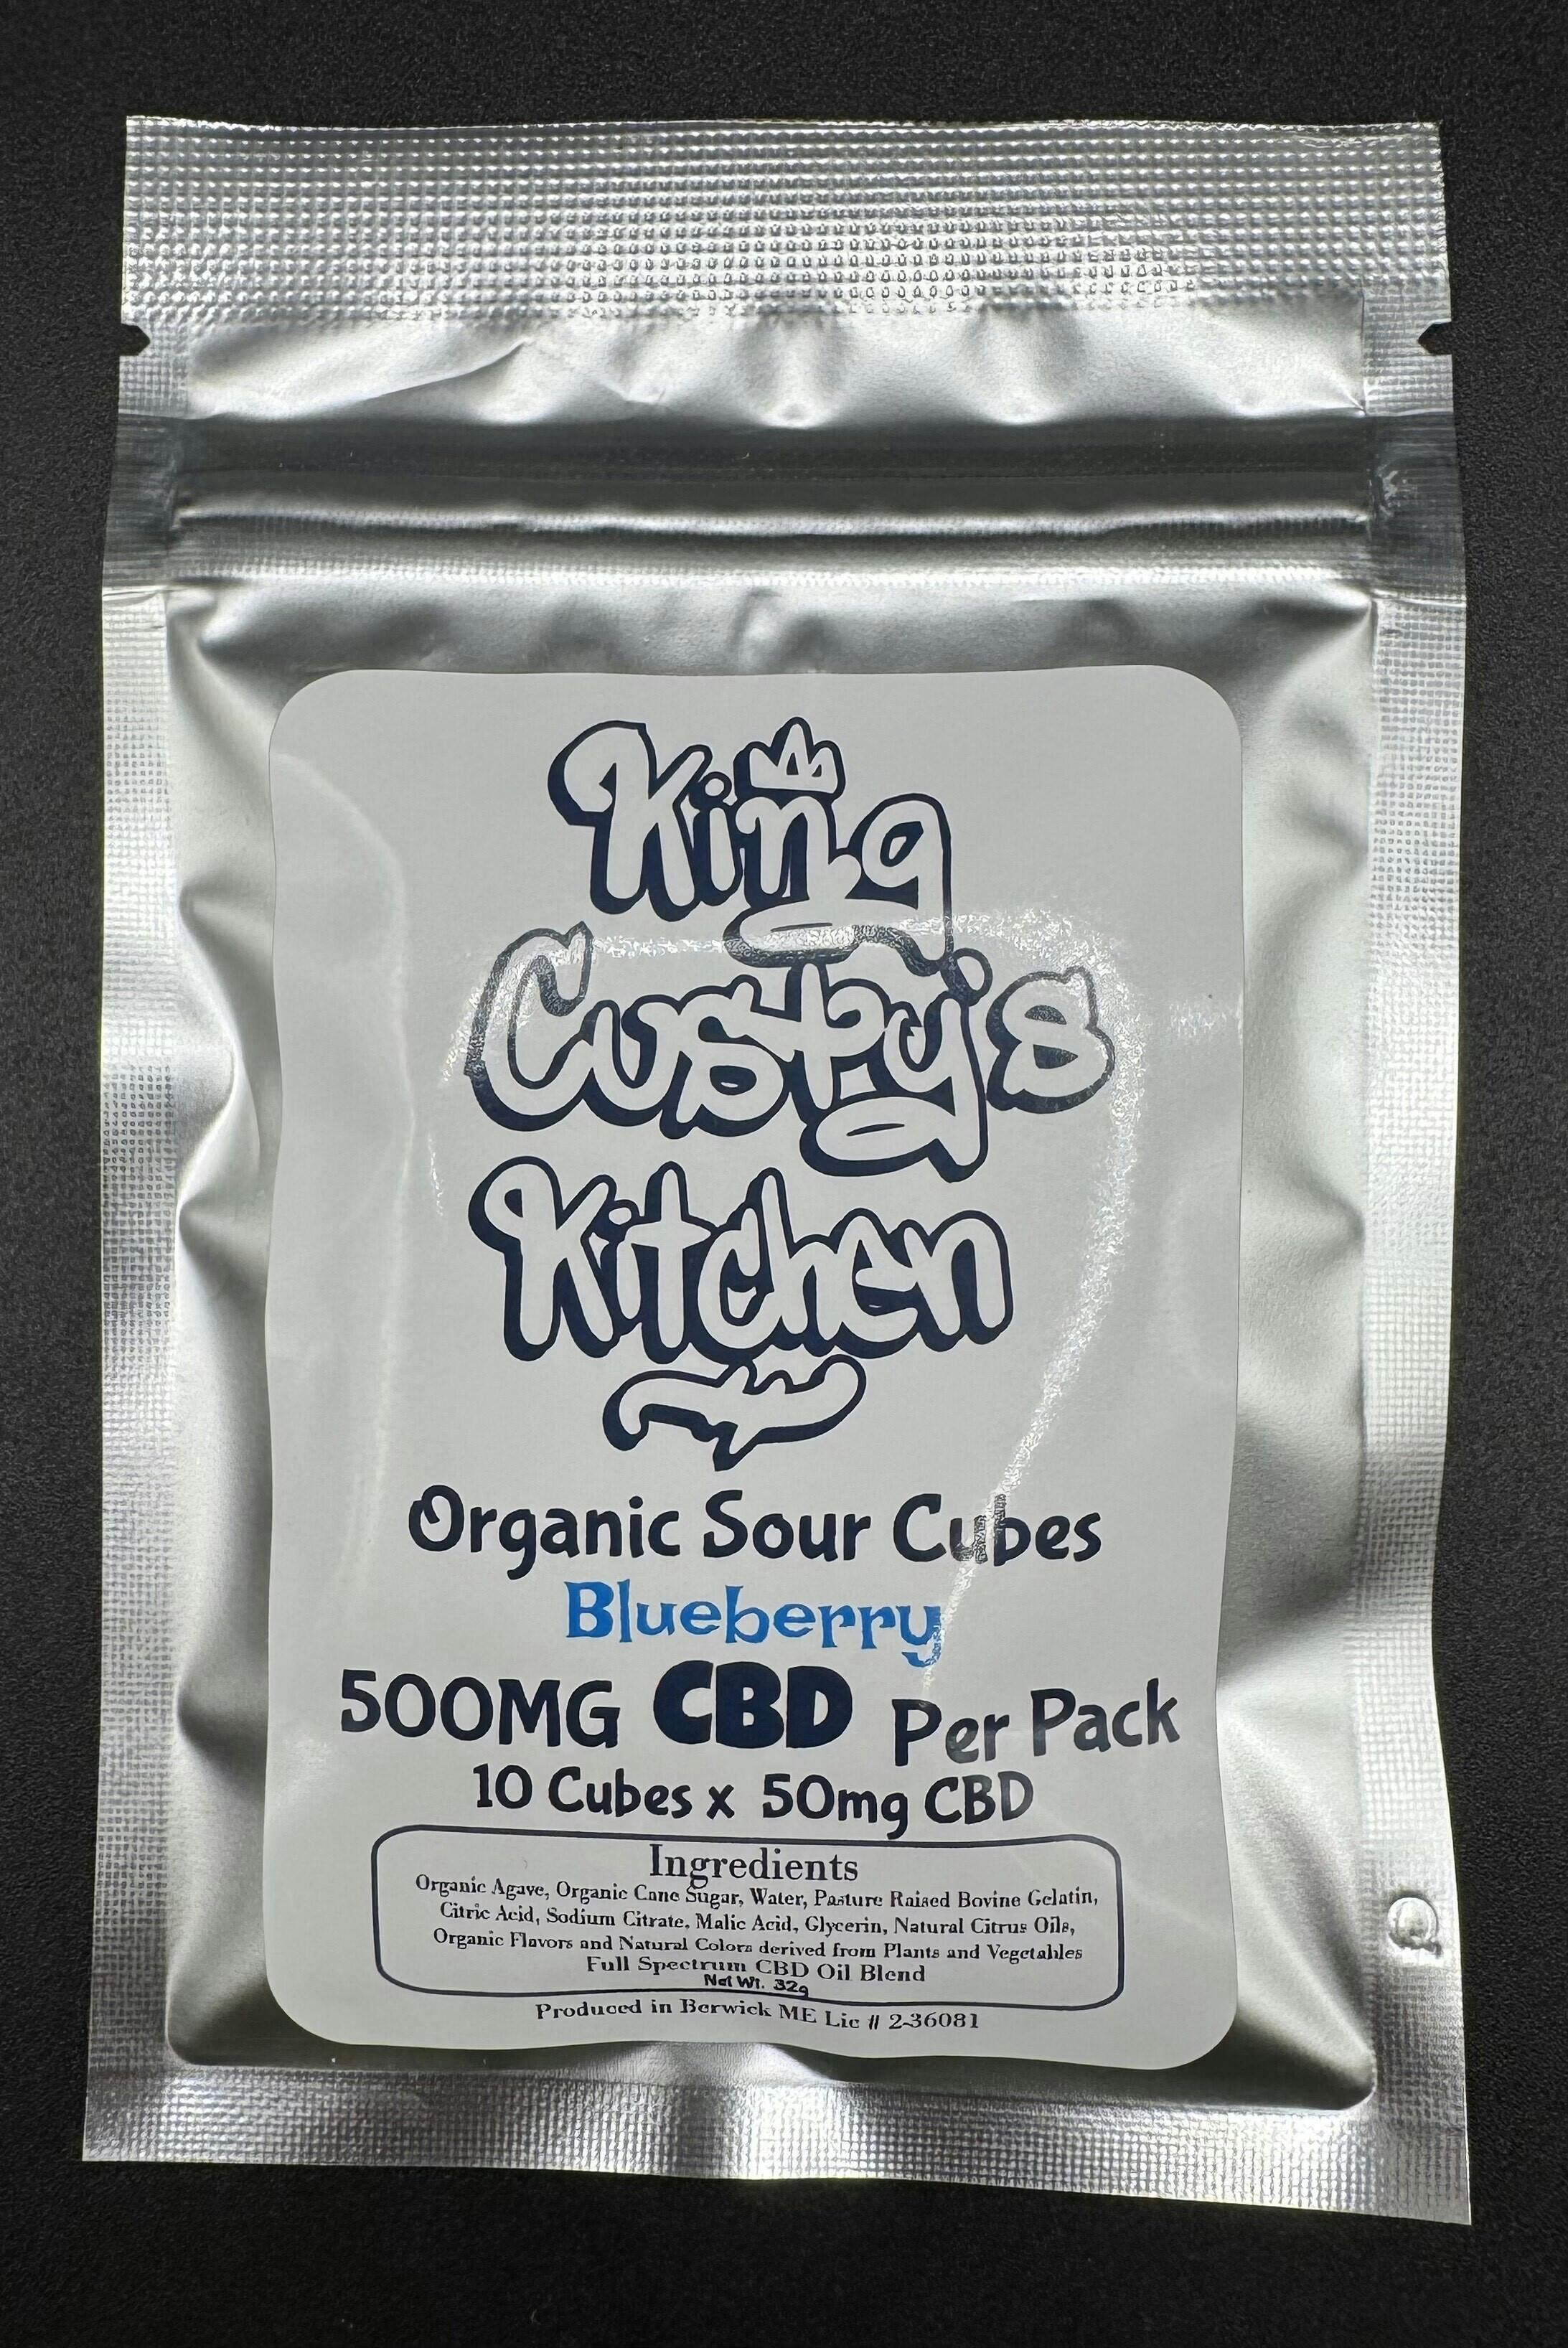 King
Custy's
Kitchen
Organic Sour Cubes
Blueberry
500MG CBD Per Pack
10 Cubes x 50mg CBD
Ingredients
Organic Agave, Organic Cane Sugar, Water, Pasture Raised Bovine Gelatin,
Citric Acid, Sodium Citrate, Malic Acid, Glycerin, Natural Citrus Oils,
Organic Flavors and Natural Colors derived from Plants and Vegetables
Full Spectrum CBD Oil Blend
Net Wt. 32g
Produced in Berwick ME Lic # 2-36081